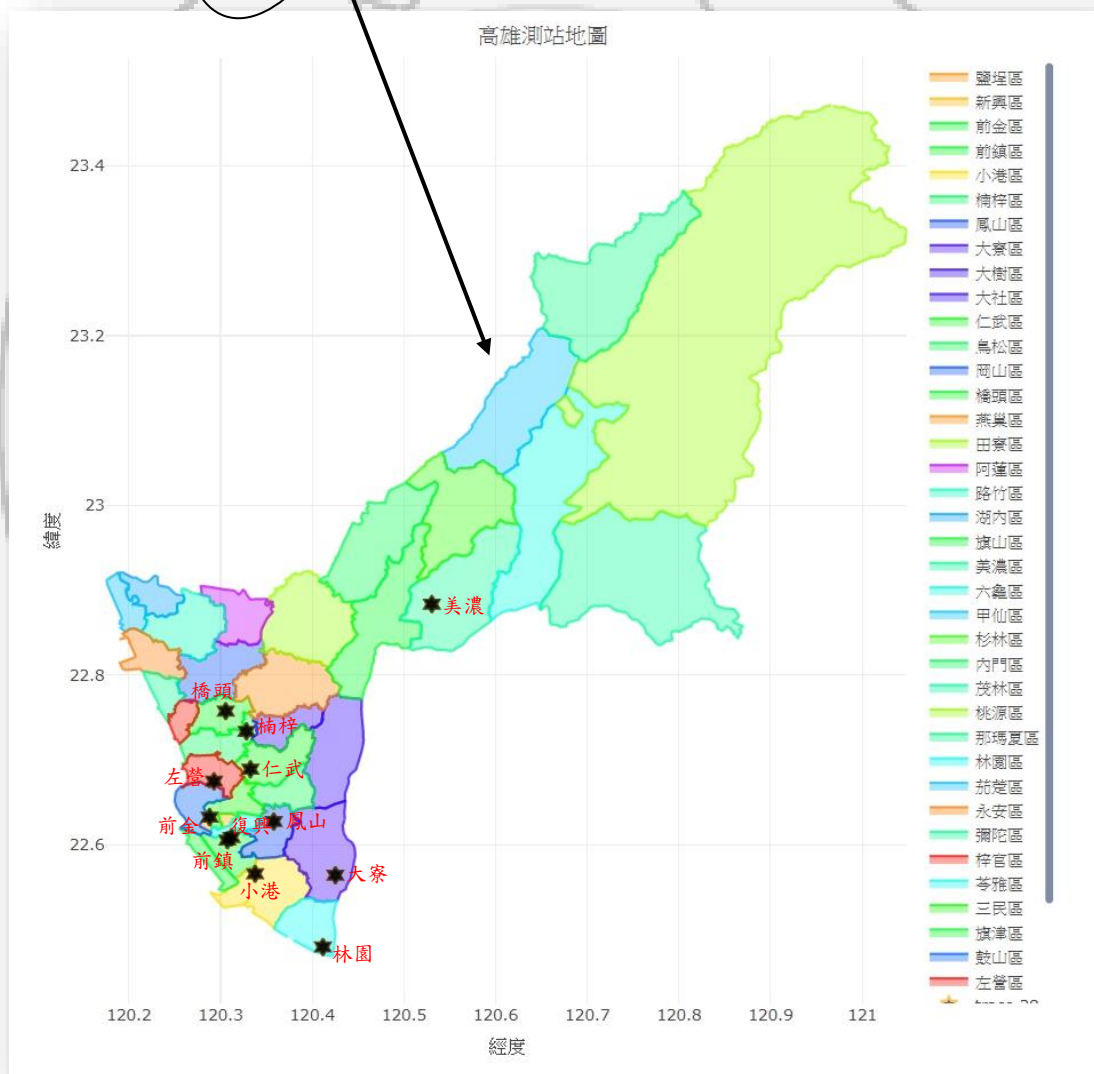 高雄測站地圖
鹽埕區
新興區
前金區
前鎮區
小港區
楠梓區
鳳山區
大寮區
大樹區
大社區
仁武區
鳥松區
岡山區
橋頭區
燕巢區
田寮區
阿蓮區
路竹區
湖內區
旗山區
美濃區
六龜區
甲仙區
杉林區
內門區
茂林區
桃源區
那瑪夏區
林園區
茄萣區
永安區
彌陀區
梓官區
苓雅區
三民區
旗津區
鼓山區
左營區
23.4
23.2
23
22.8
22.6
緯度
美濃
橋頭
楠梓
仁武
左營
前金
復興
鳳山
前鎮
小港
大寮
林園
120.2
120.3
120.4
120.5
120.6
120.7
120.8
120.9
121
經度